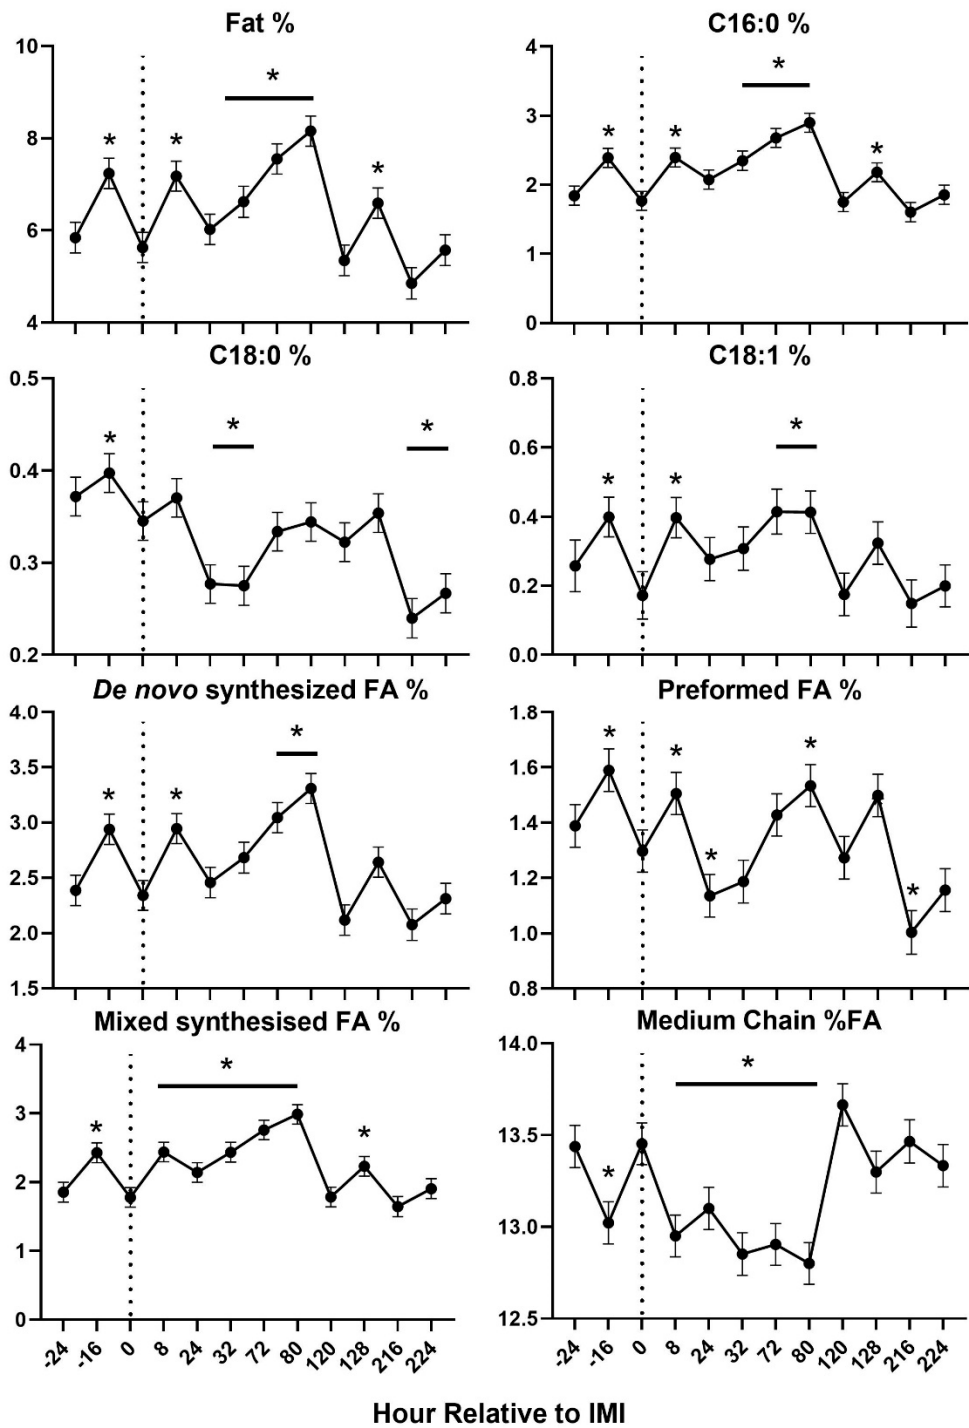 Fat %
10
8
6
4
* * * *
C16:0 %
4
3
2
1
0
* * * *
C18:0 %
0.5
0.4
0.3
0.2
* * *
C18:1 %
0.8
0.6
0.4
0.2
0.0
* * *
De novo synthesized FA %
4.0
3.5
3.0
2.5
2.0
1.5
* * *
Preformed FA %
1.8
1.6
1.4
1.2
1.0
0.8
* * * * *
Mixed synthesised FA %
4
3
2
1
0
* * *
-24 -16 0 8 24 32 72 80 120 128 216 224
Medium Chain %FA
14.0
13.5
13.0
12.5
* *
-24 -16 0 8 24 32 72 80 120 128 216 224
Hour Relative to IMI